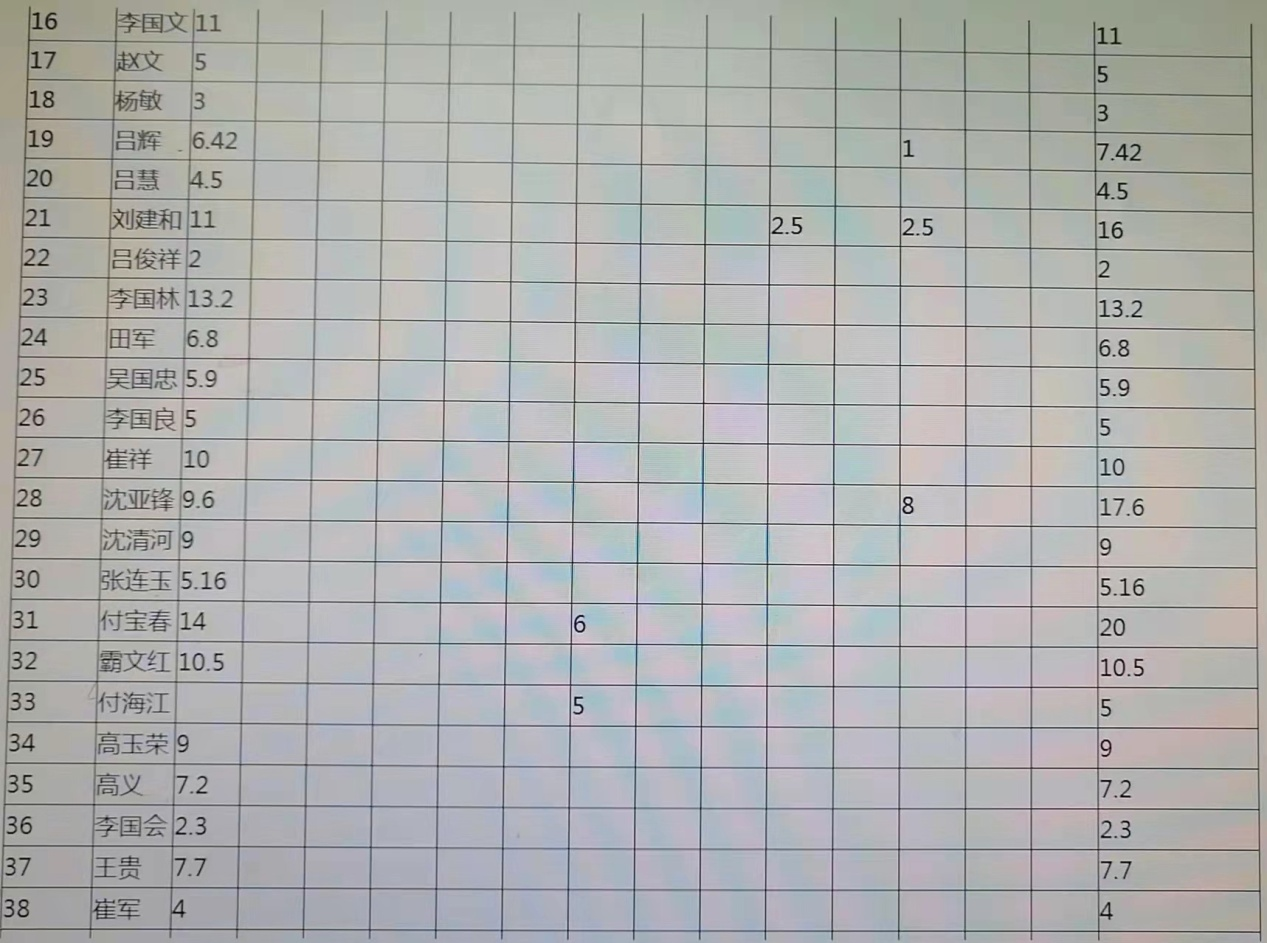 16 李国文 11 11
17 赵文 5 5
18 杨敏 3 3
19 吕辉 6.42 1 7.42
20 吕慧 4.5 4.5
21 刘建和 11 2.5 2.5 16
22 吕俊祥 2 2
23 李国林 13.2 13.2
24 田军 6.8 6.8
25 吴国忠 5.9 5.9
26 李国良 5 5
27 崔祥 10 10
28 沈亚锋 9.6 8 17.6
29 沈清河 9 9
30 张连玉 5.16 5.16
31 付宝春 14 6 20
32 霸文红 10.5 10.5
33 付海江 5 5
34 高玉荣 9 9
35 高义 7.2 7.2
36 李国会 2.3 2.3
37 王贵 7.7 7.7
38 崔军 4 4